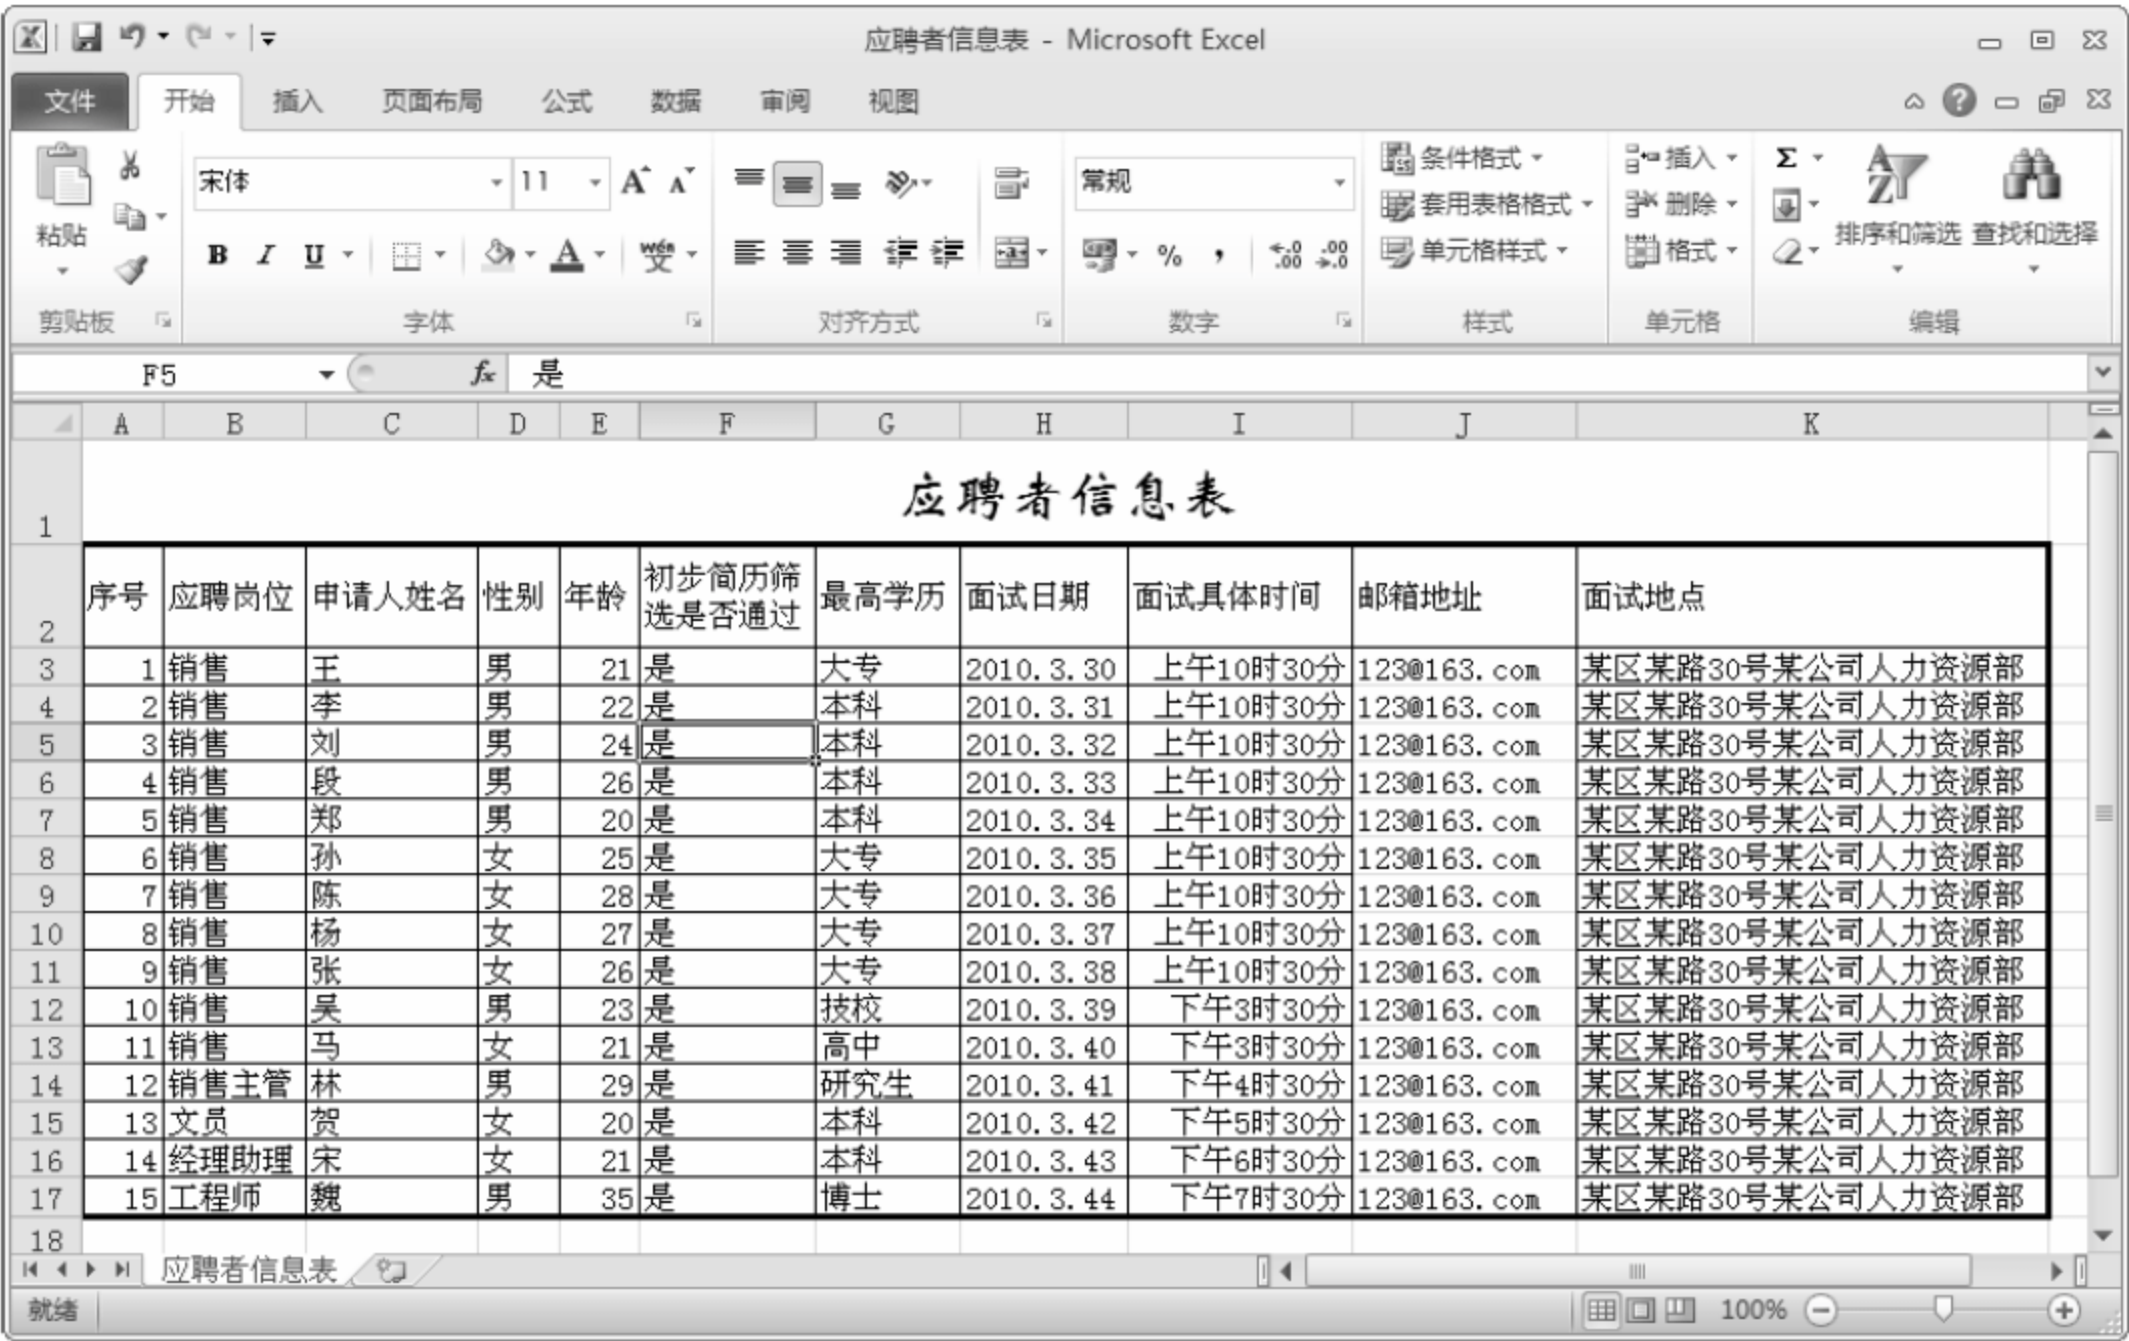 应聘者信息表 - Microsoft Excel
文件 开始 插入 页面布局 公式 数据 审阅 视图
宋体 11 常规 条件格式 插入 Σ
粘贴 套用表格格式 删除 排序和筛选 查找和选择
B I U 单元格样式 格式
剪贴板 字体 对齐方式 数字 样式 单元格 编辑
F5 fx 是
A B C D E F G H I J K
1 应聘者信息表
2 序号 应聘岗位 申请人姓名 性别 年龄 初步简历筛选是否通过 最高学历 面试日期 面试具体时间 邮箱地址 面试地点
3 1 销售 王 男 21 是 大专 2010.3.30 上午10时30分 123@163.com 某区某路30号某公司人力资源部
4 2 销售 李 男 22 是 本科 2010.3.31 上午10时30分 123@163.com 某区某路30号某公司人力资源部
5 3 销售 刘 男 24 是 本科 2010.3.32 上午10时30分 123@163.com 某区某路30号某公司人力资源部
6 4 销售 段 男 26 是 本科 2010.3.33 上午10时30分 123@163.com 某区某路30号某公司人力资源部
7 5 销售 郑 男 20 是 本科 2010.3.34 上午10时30分 123@163.com 某区某路30号某公司人力资源部
8 6 销售 孙 女 25 是 大专 2010.3.35 上午10时30分 123@163.com 某区某路30号某公司人力资源部
9 7 销售 陈 女 28 是 大专 2010.3.36 上午10时30分 123@163.com 某区某路30号某公司人力资源部
10 8 销售 杨 女 27 是 大专 2010.3.37 上午10时30分 123@163.com 某区某路30号某公司人力资源部
11 9 销售 张 女 26 是 大专 2010.3.38 上午10时30分 123@163.com 某区某路30号某公司人力资源部
12 10 销售 吴 男 23 是 技校 2010.3.39 下午3时30分 123@163.com 某区某路30号某公司人力资源部
13 11 销售 马 女 21 是 高中 2010.3.40 下午3时30分 123@163.com 某区某路30号某公司人力资源部
14 12 销售主管 林 男 29 是 研究生 2010.3.41 下午4时30分 123@163.com 某区某路30号某公司人力资源部
15 13 文员 贺 女 20 是 本科 2010.3.42 下午5时30分 123@163.com 某区某路30号某公司人力资源部
16 14 经理助理 宋 女 21 是 本科 2010.3.43 下午6时30分 123@163.com 某区某路30号某公司人力资源部
17 15 工程师 魏 男 35 是 博士 2010.3.44 下午7时30分 123@163.com 某区某路30号某公司人力资源部
18
应聘者信息表
就绪 100%